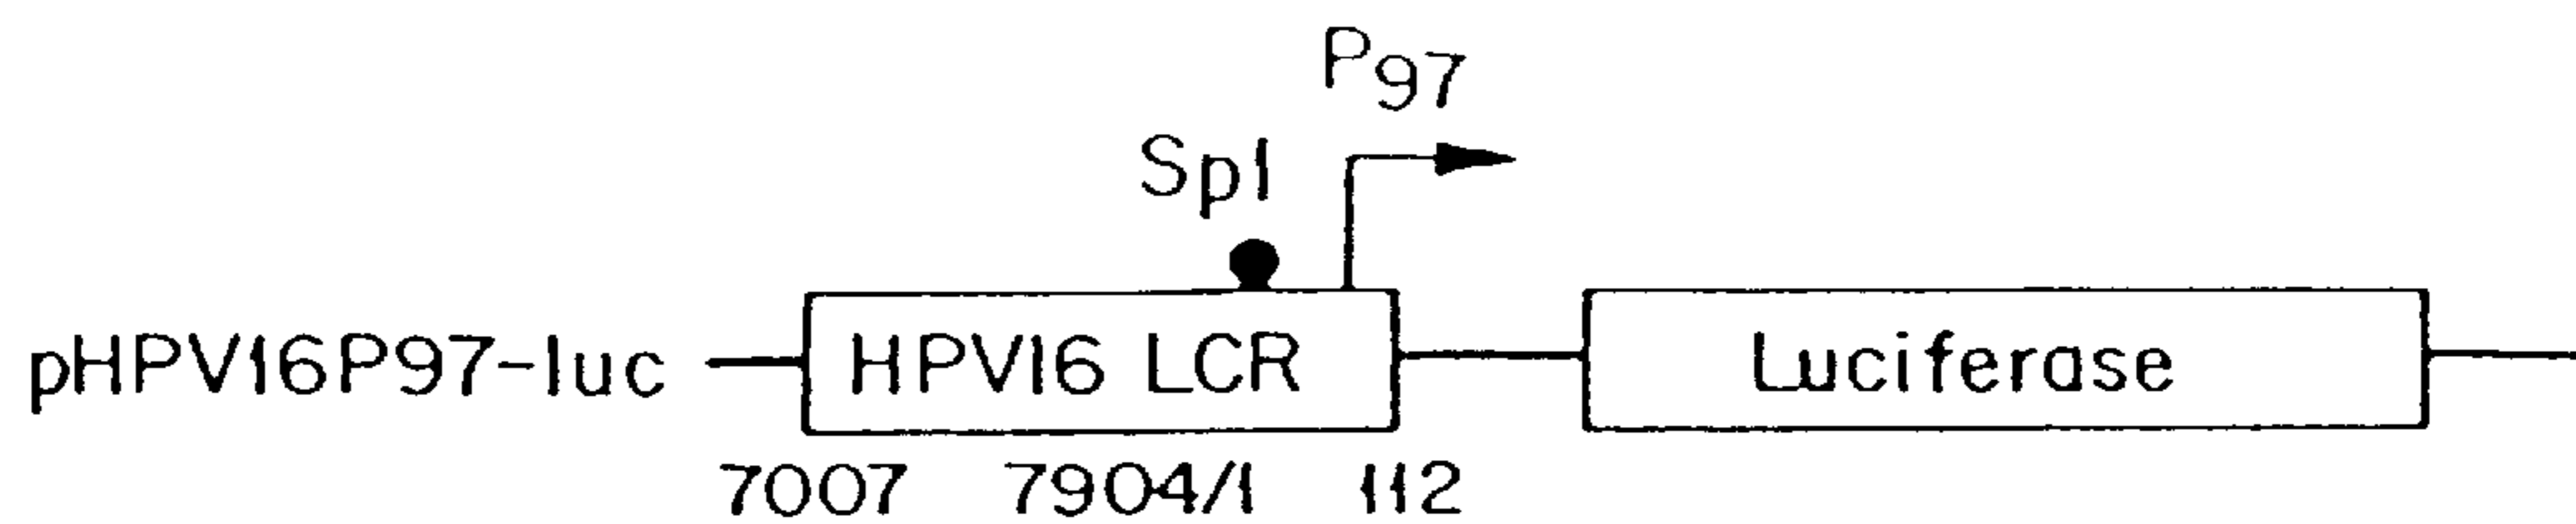 P97
Sp1
pHPV16P97-luc
HPV16 LCR
Luciferase
7007 7904/1 112